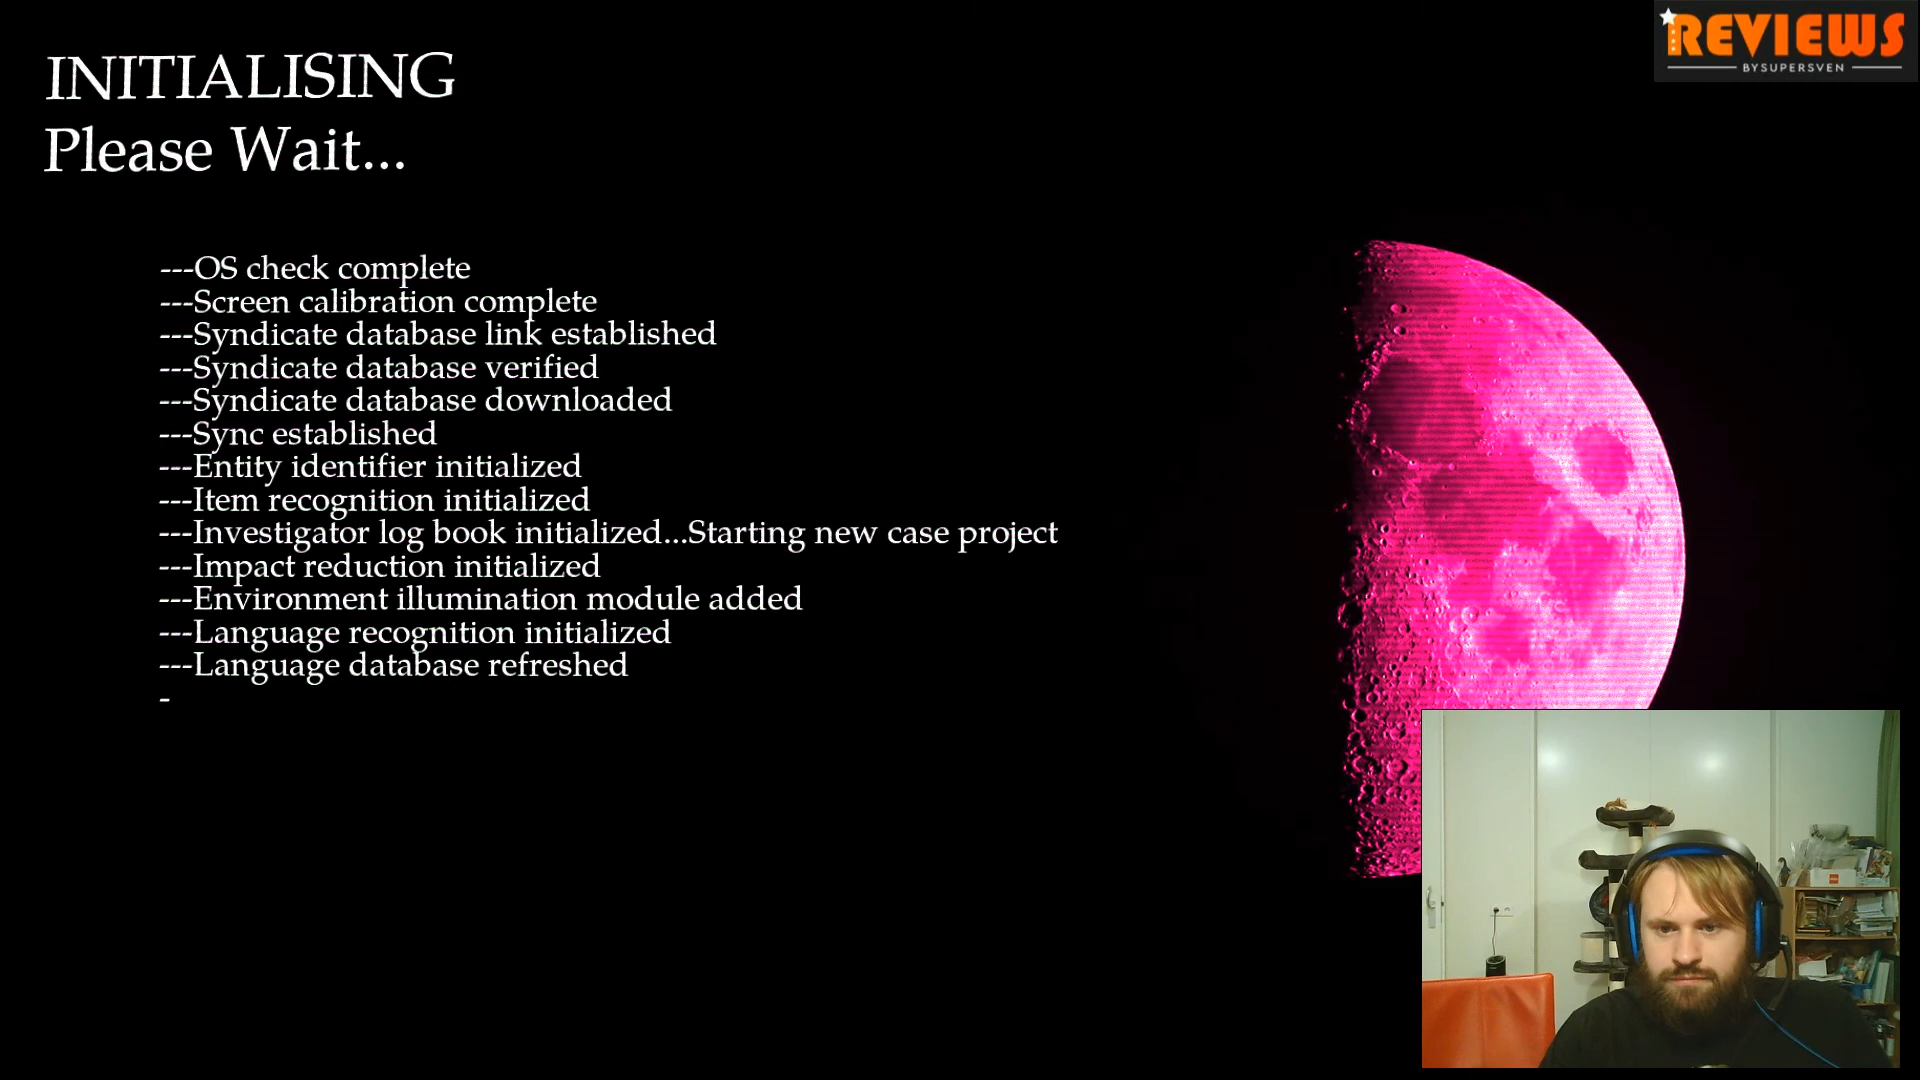 INITIALISING
Please Wait...
REVIEWS
BYSUPERSVEN
---OS check complete
---Screen calibration complete
---Syndicate database link established
---Syndicate database verified
---Syndicate database downloaded
---Sync established
---Entity identifier initialized
---Item recognition initialized
---Investigator log book initialized...Starting new case project
---Impact reduction initialized
---Environment illumination module added
---Language recognition initialized
---Language database refreshed
-